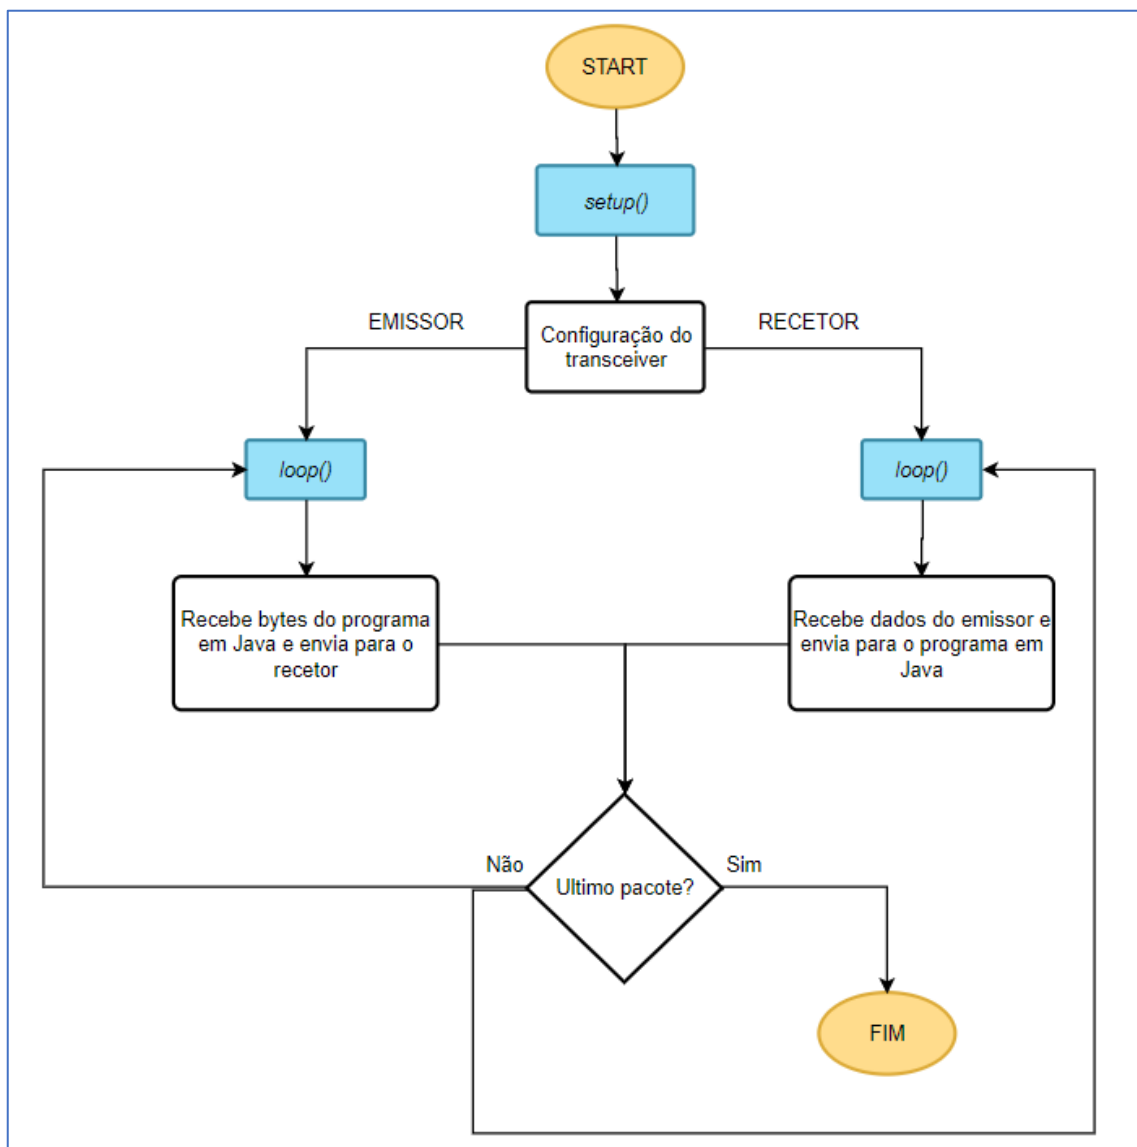 START
setup()
EMISSOR
Configuração do
transceiver
RECETOR
loop()
loop()
Recebe bytes do programa
em Java e envia para o
recetor
Recebe dados do emissor e
envia para o programa em
Java
Não
Ultimo pacote?
Sim
FIM